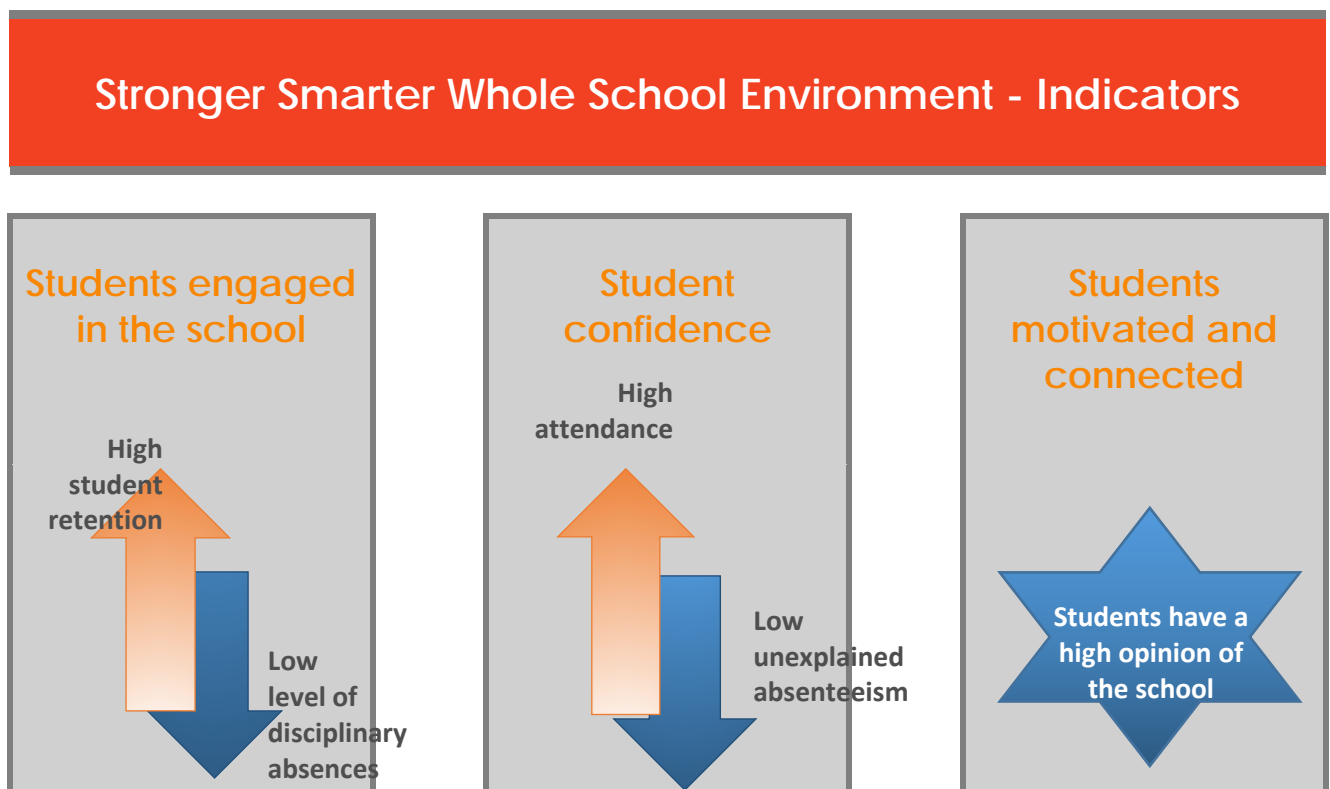 Stronger Smarter Whole School Environment - Indicators
Students engaged
in the school
High
student
retention
Low
level of
disciplinary
absences
Student
confidence
High
attendance
Low
unexplained
absenteeism
Students
motivated and
connected
Students have a
high opinion of
the school